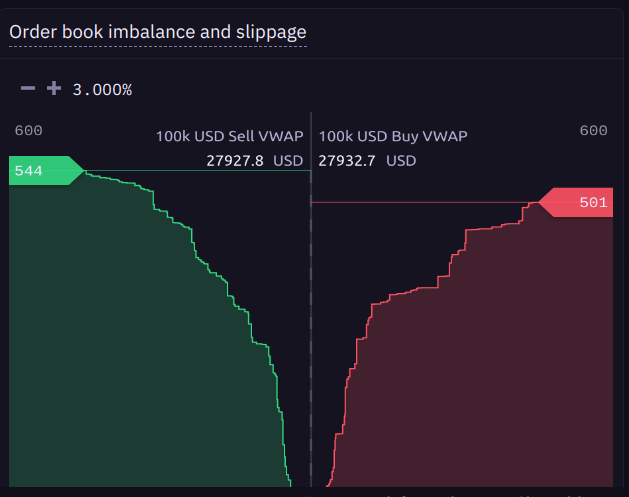 Order book imbalance and slippage
3.000%
600
100k USD Sell VWAP
100k USD Buy VWAP
600
27927.8 USD
27932.7 USD
544
501